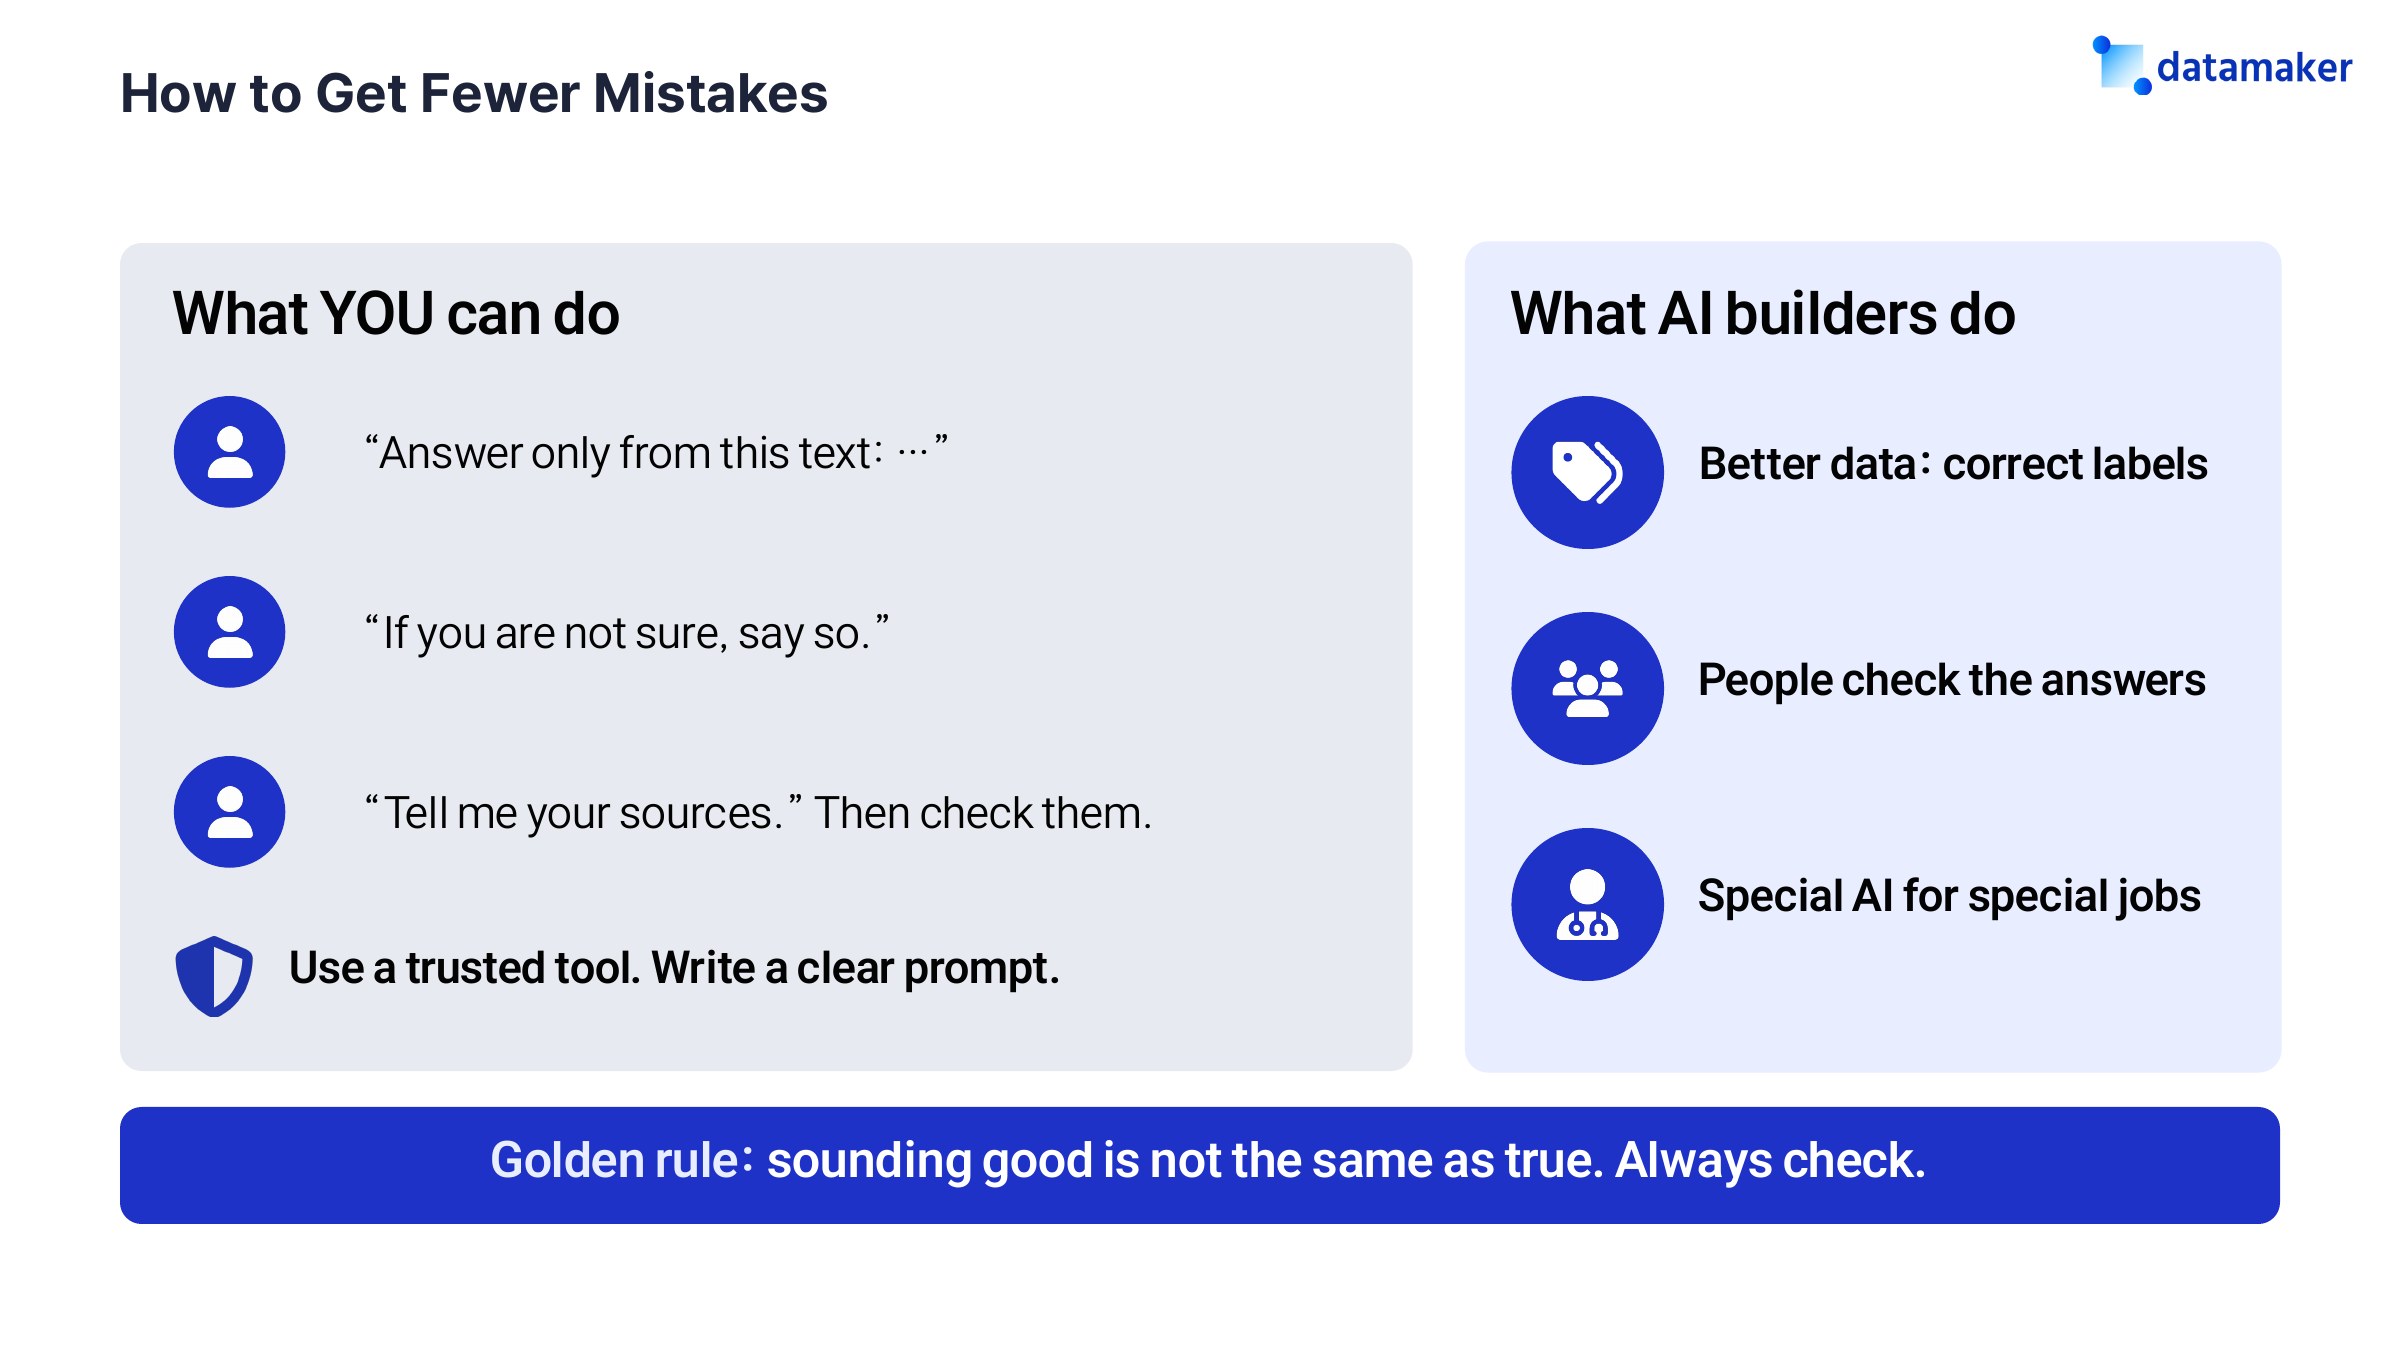 How to Get Fewer Mistakes
datamaker
What YOU can do
“Answer only from this text: …”
“If you are not sure, say so.”
“Tell me your sources.” Then check them.
Use a trusted tool. Write a clear prompt.
What AI builders do
Better data: correct labels
People check the answers
Special AI for special jobs
Golden rule: sounding good is not the same as true. Always check.